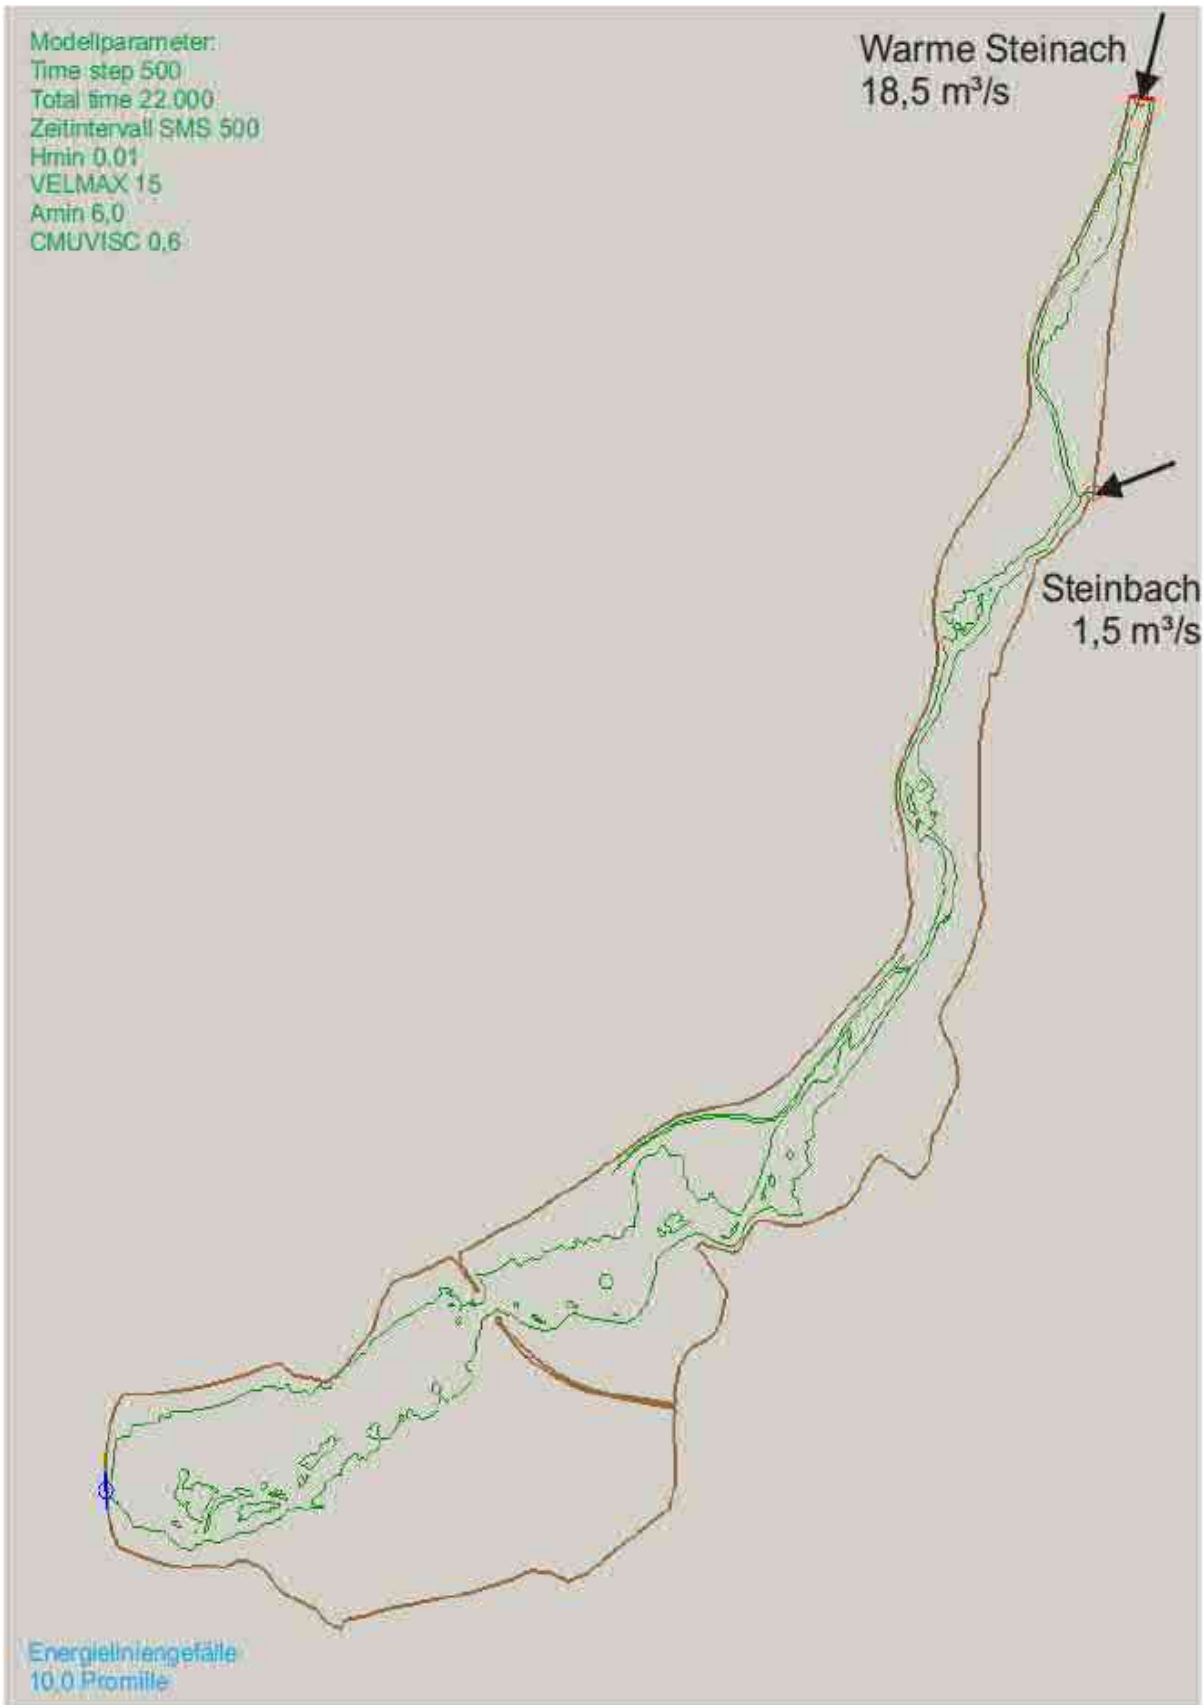 Modellparameter:
Time step 500
Total time 22.000
Zeitintervall SMS 500
Hmin 0.01
VELMAX 15
Amin 6,0
CMUVISC 0,6
Warme Steinach
18,5 m³/s
Steinbach
1,5 m³/s
Energieliniengefälle
10,0 Promille